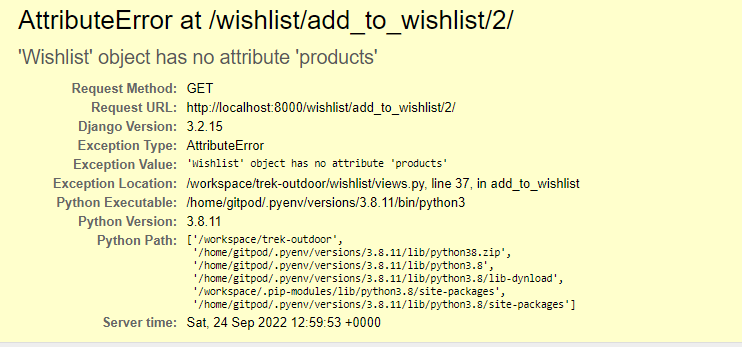 AttributeError at /wishlist/add_to_wishlist/2/
'Wishlist' object has no attribute 'products'
Request Method: GET
Request URL: http://localhost:8000/wishlist/add_to_wishlist/2/
Django Version: 3.2.15
Exception Type: AttributeError
Exception Value: 'Wishlist' object has no attribute 'products'
Exception Location: /workspace/trek-outdoor/wishlist/views.py, line 37, in add_to_wishlist
Python Executable: /home/gitpod/.pyenv/versions/3.8.11/bin/python3
Python Version: 3.8.11
Python Path: ['/workspace/trek-outdoor',
'/home/gitpod/.pyenv/versions/3.8.11/lib/python38.zip',
'/home/gitpod/.pyenv/versions/3.8.11/lib/python3.8',
'/home/gitpod/.pyenv/versions/3.8.11/lib/python3.8/lib-dynload',
'/workspace/.pip-modules/lib/python3.8/site-packages',
'/home/gitpod/.pyenv/versions/3.8.11/lib/python3.8/site-packages']
Server time: Sat, 24 Sep 2022 12:59:53 +0000